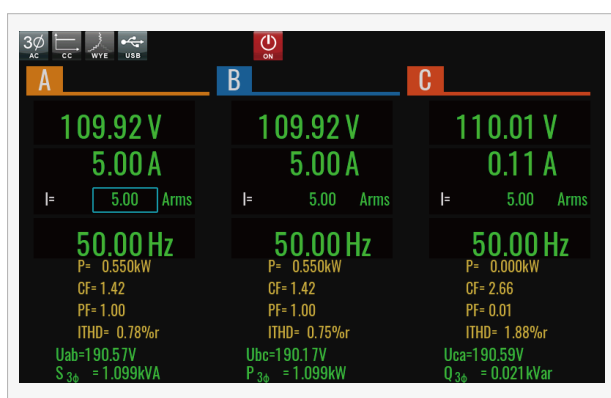 3Ø
AC CC WYE USB ON
A B C
109.92 V 109.92 V 110.01 V
5.00 A 5.00 A 0.11 A
I= 5.00 Arms I= 5.00 Arms I= 5.00 Arms
50.00 Hz 50.00 Hz 50.00 Hz
P= 0.550kW P= 0.550kW P= 0.000kW
CF= 1.42 CF= 1.42 CF= 2.66
PF= 1.00 PF= 1.00 PF= 0.01
ITHD= 0.78%r ITHD= 0.75%r ITHD= 1.88%r
Uab=190.57V Ubc=190.17V Uca=190.59V
S 3ϕ = 1.099kVA P 3ϕ = 1.099kW Q 3ϕ = 0.021kVar